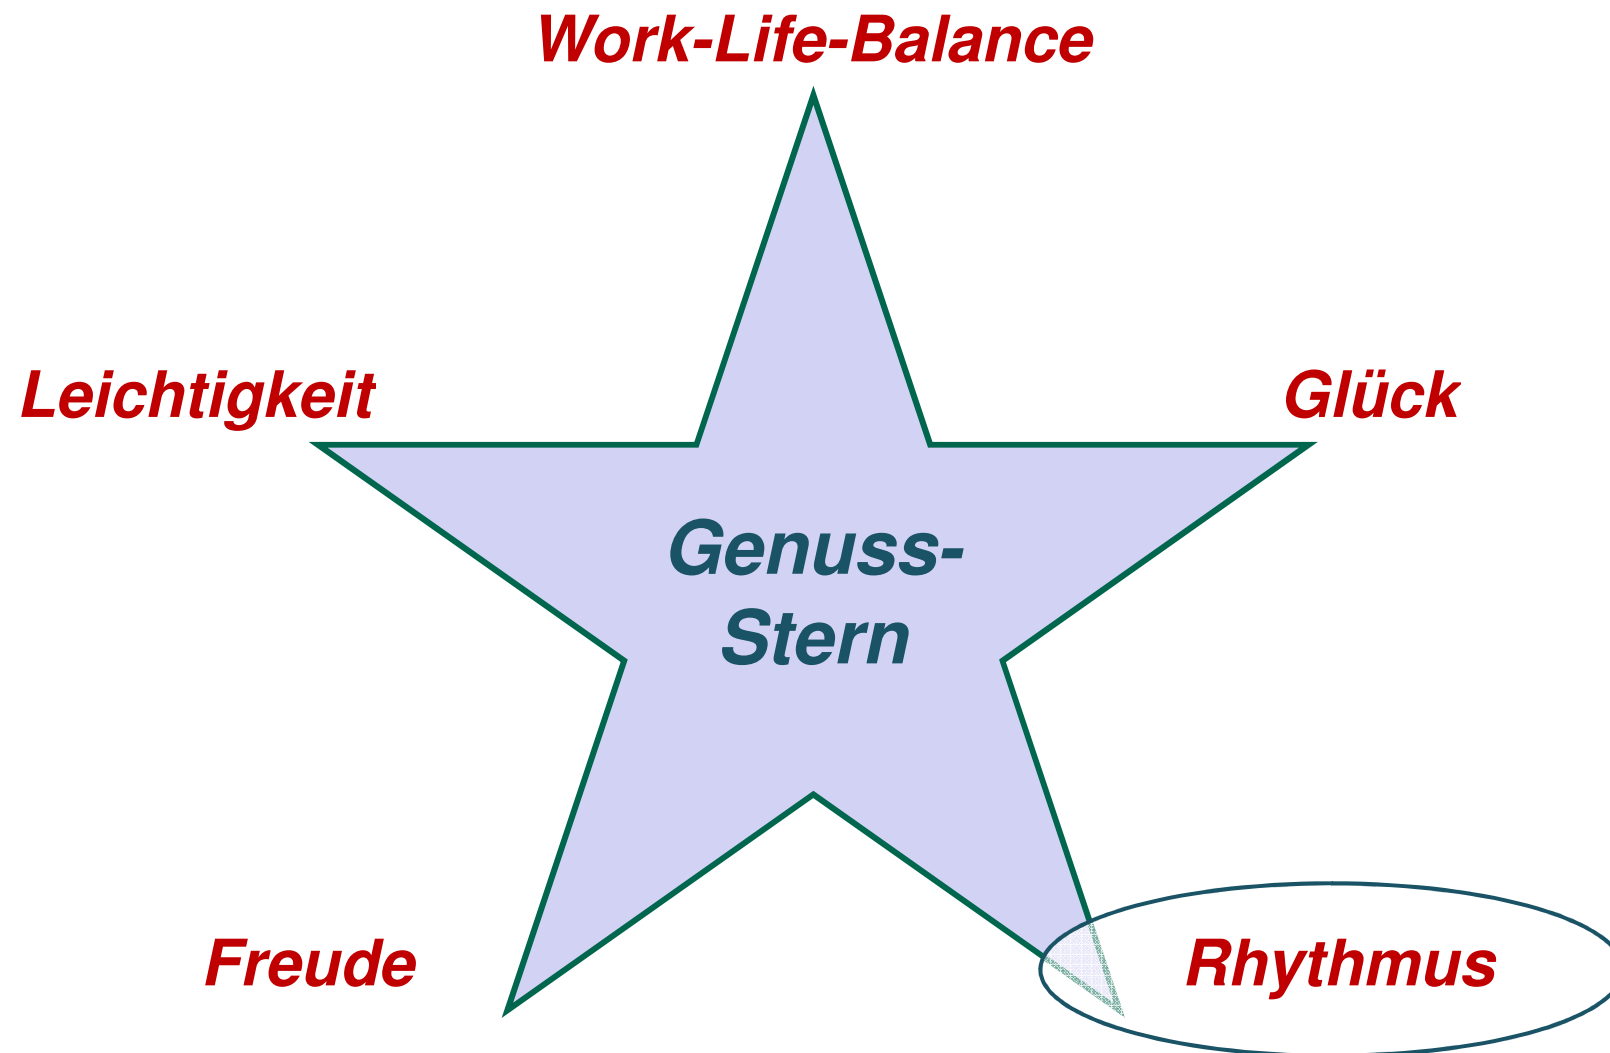 Work-Life-Balance
Leichtigkeit
Glück
Genuss-
Stern
Freude
Rhythmus